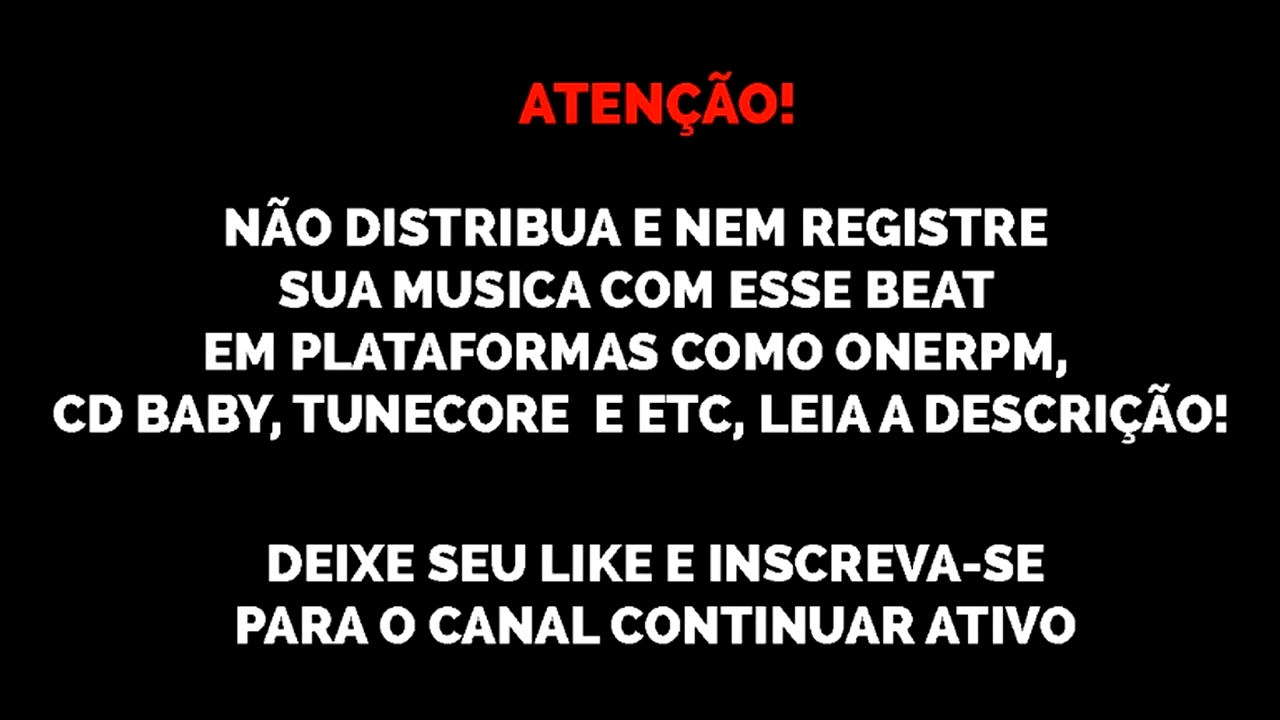 ATENÇÃO!
NÃO DISTRIBUA E NEM REGISTRE
SUA MUSICA COM ESSE BEAT
EM PLATAFORMAS COMO ONERPM,
CD BABY, TUNECORE E ETC, LEIA A DESCRIÇÃO!
DEIXE SEU LIKE E INSCREVA-SE
PARA O CANAL CONTINUAR ATIVO